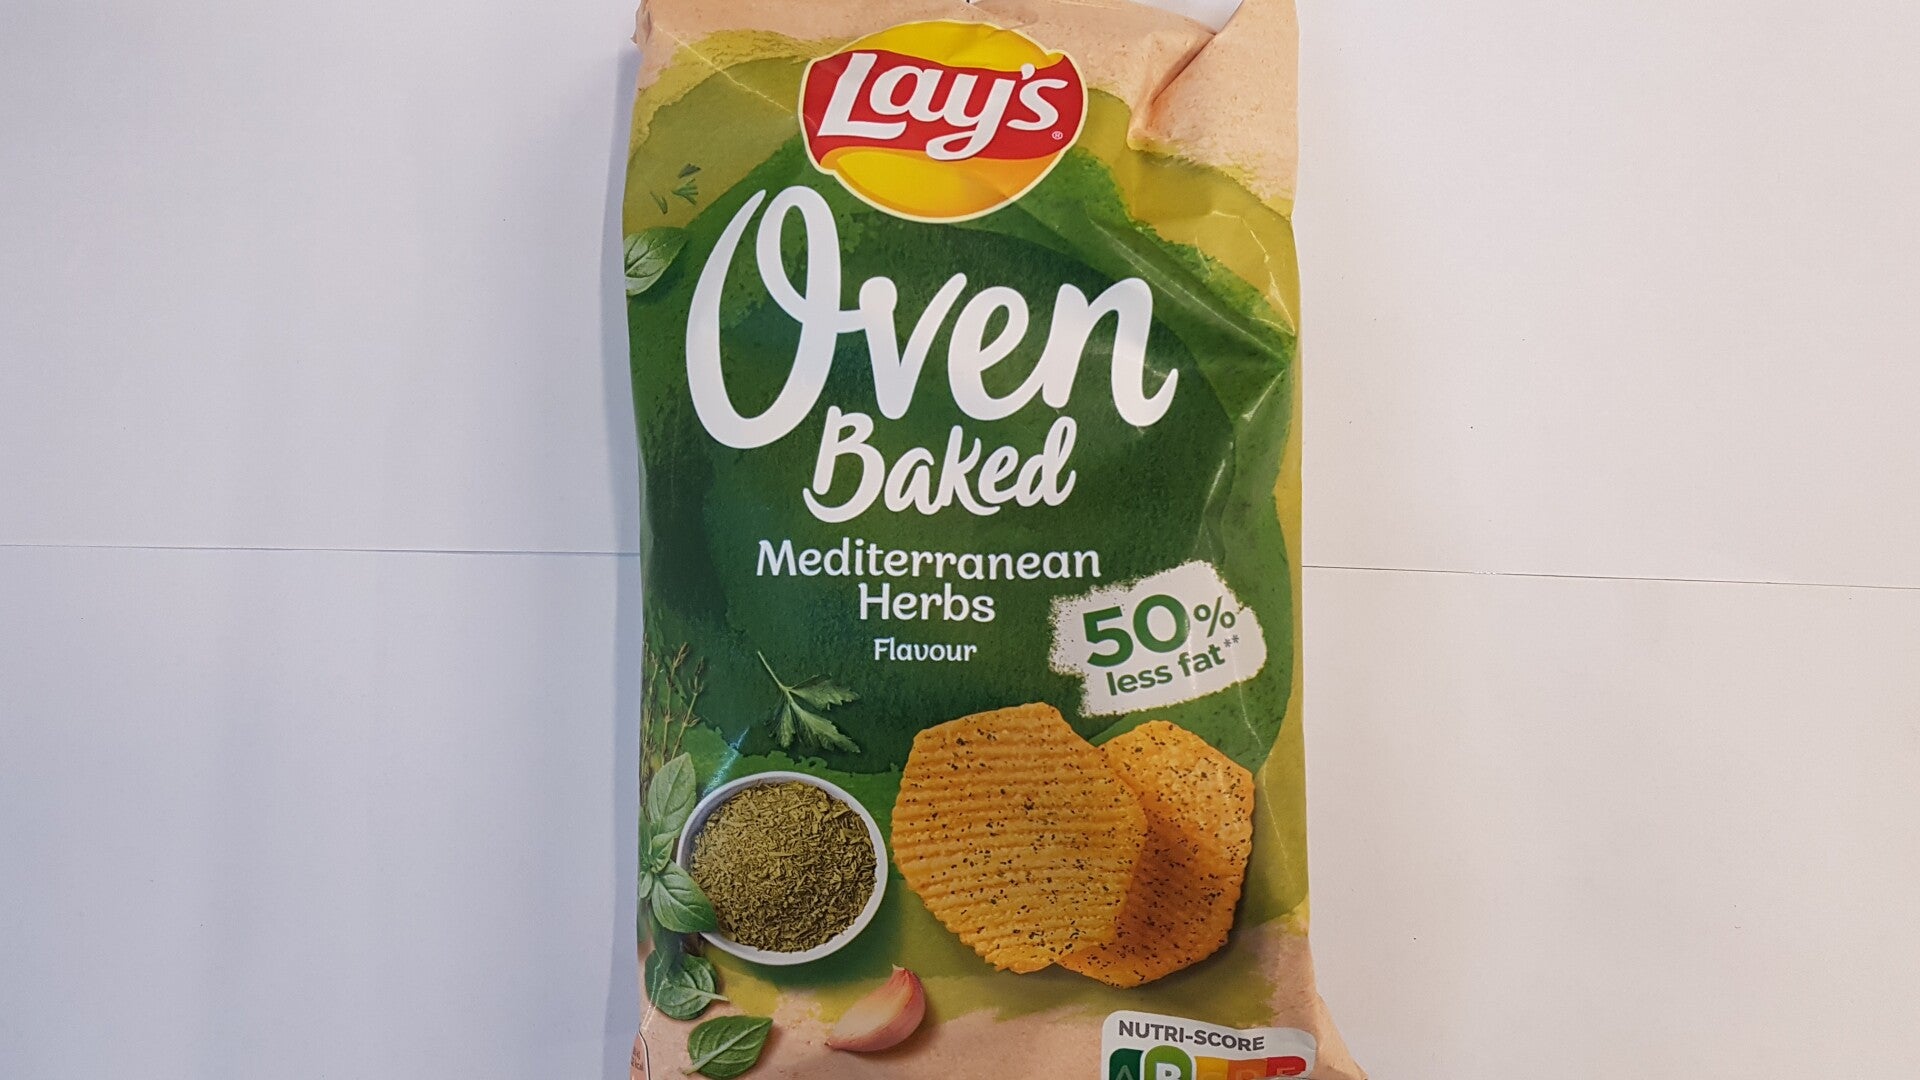 Lay's®
Oven
Baked
Mediterranean
Herbs
Flavour
50%
less fat**
NUTRI-SCORE
A B C D E